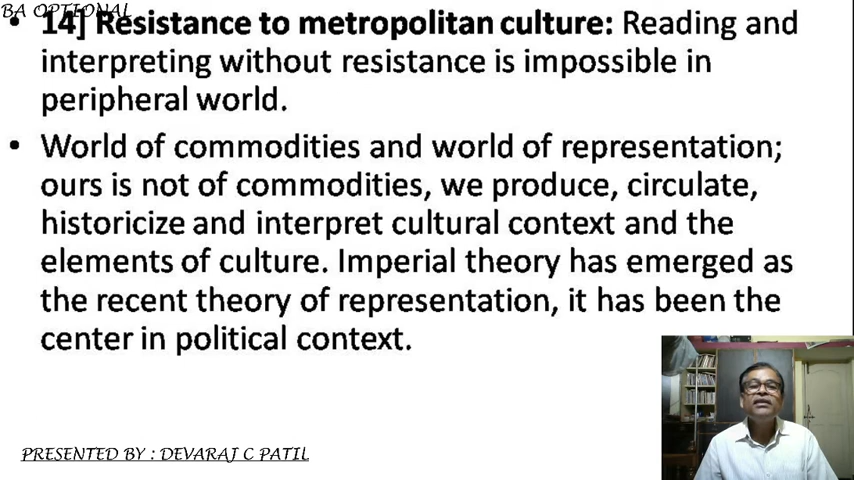 BA OPTIONAL
• 14] Resistance to metropolitan culture: Reading and
interpreting without resistance is impossible in
peripheral world.
• World of commodities and world of representation;
ours is not of commodities, we produce, circulate,
historicize and interpret cultural context and the
elements of culture. Imperial theory has emerged as
the recent theory of representation, it has been the
center in political context.
PRESENTED BY : DEVARAJ C PATIL